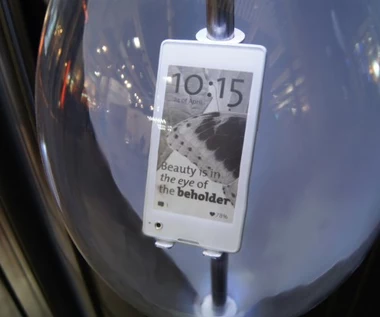 10:15
Beauty is in
the eye of
the beholder